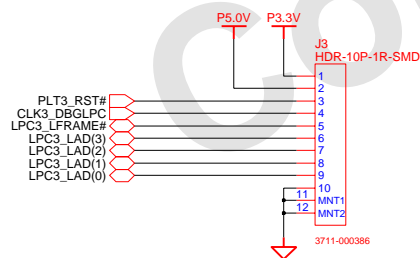 P5.0V P3.3V
J3
HDR-10P-1R-SMD
1
2
PLT3_RST# 3
CLK3_DBGLPC 4
LPC3_LFRAME# 5
LPC3_LAD(3) 6
LPC3_LAD(2) 7
LPC3_LAD(1) 8
LPC3_LAD(0) 9
10
11 MNT1
12 MNT2
3711-000386